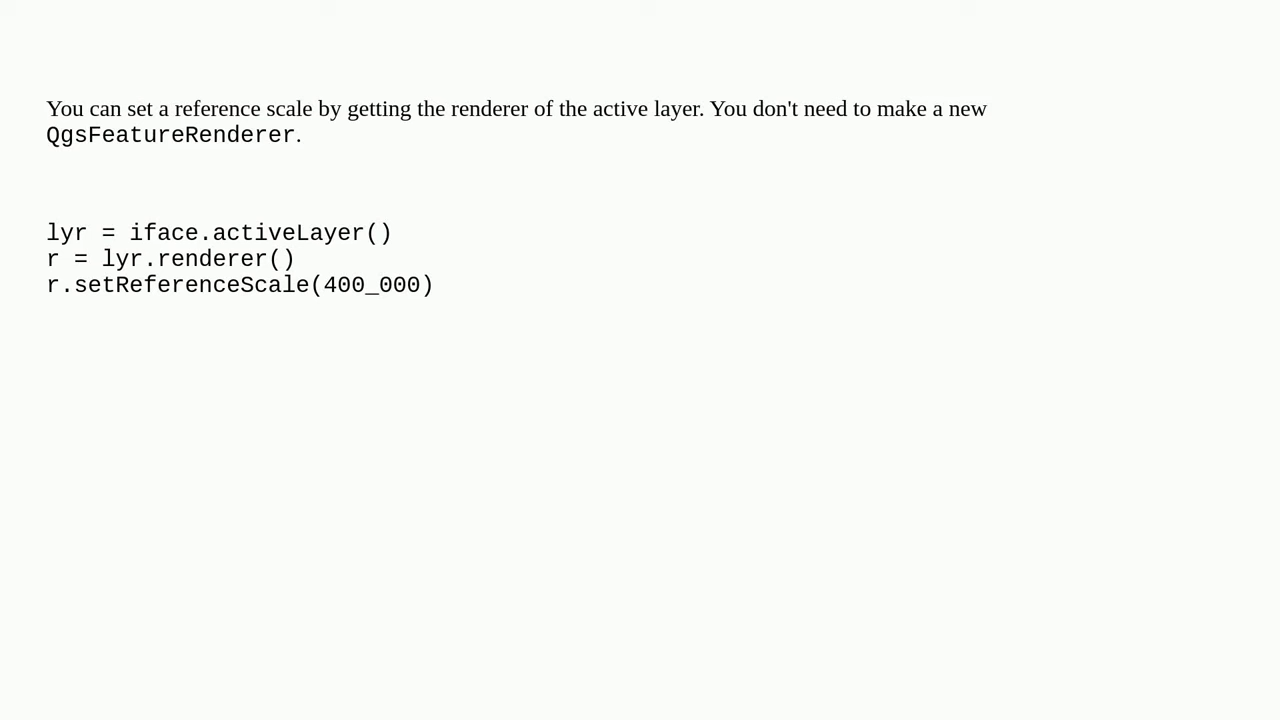 You can set a reference scale by getting the renderer of the active layer. You don't need to make a new
QgsFeatureRenderer.
lyr = iface.activeLayer()
r = lyr.renderer()
r.setReferenceScale(400_000)